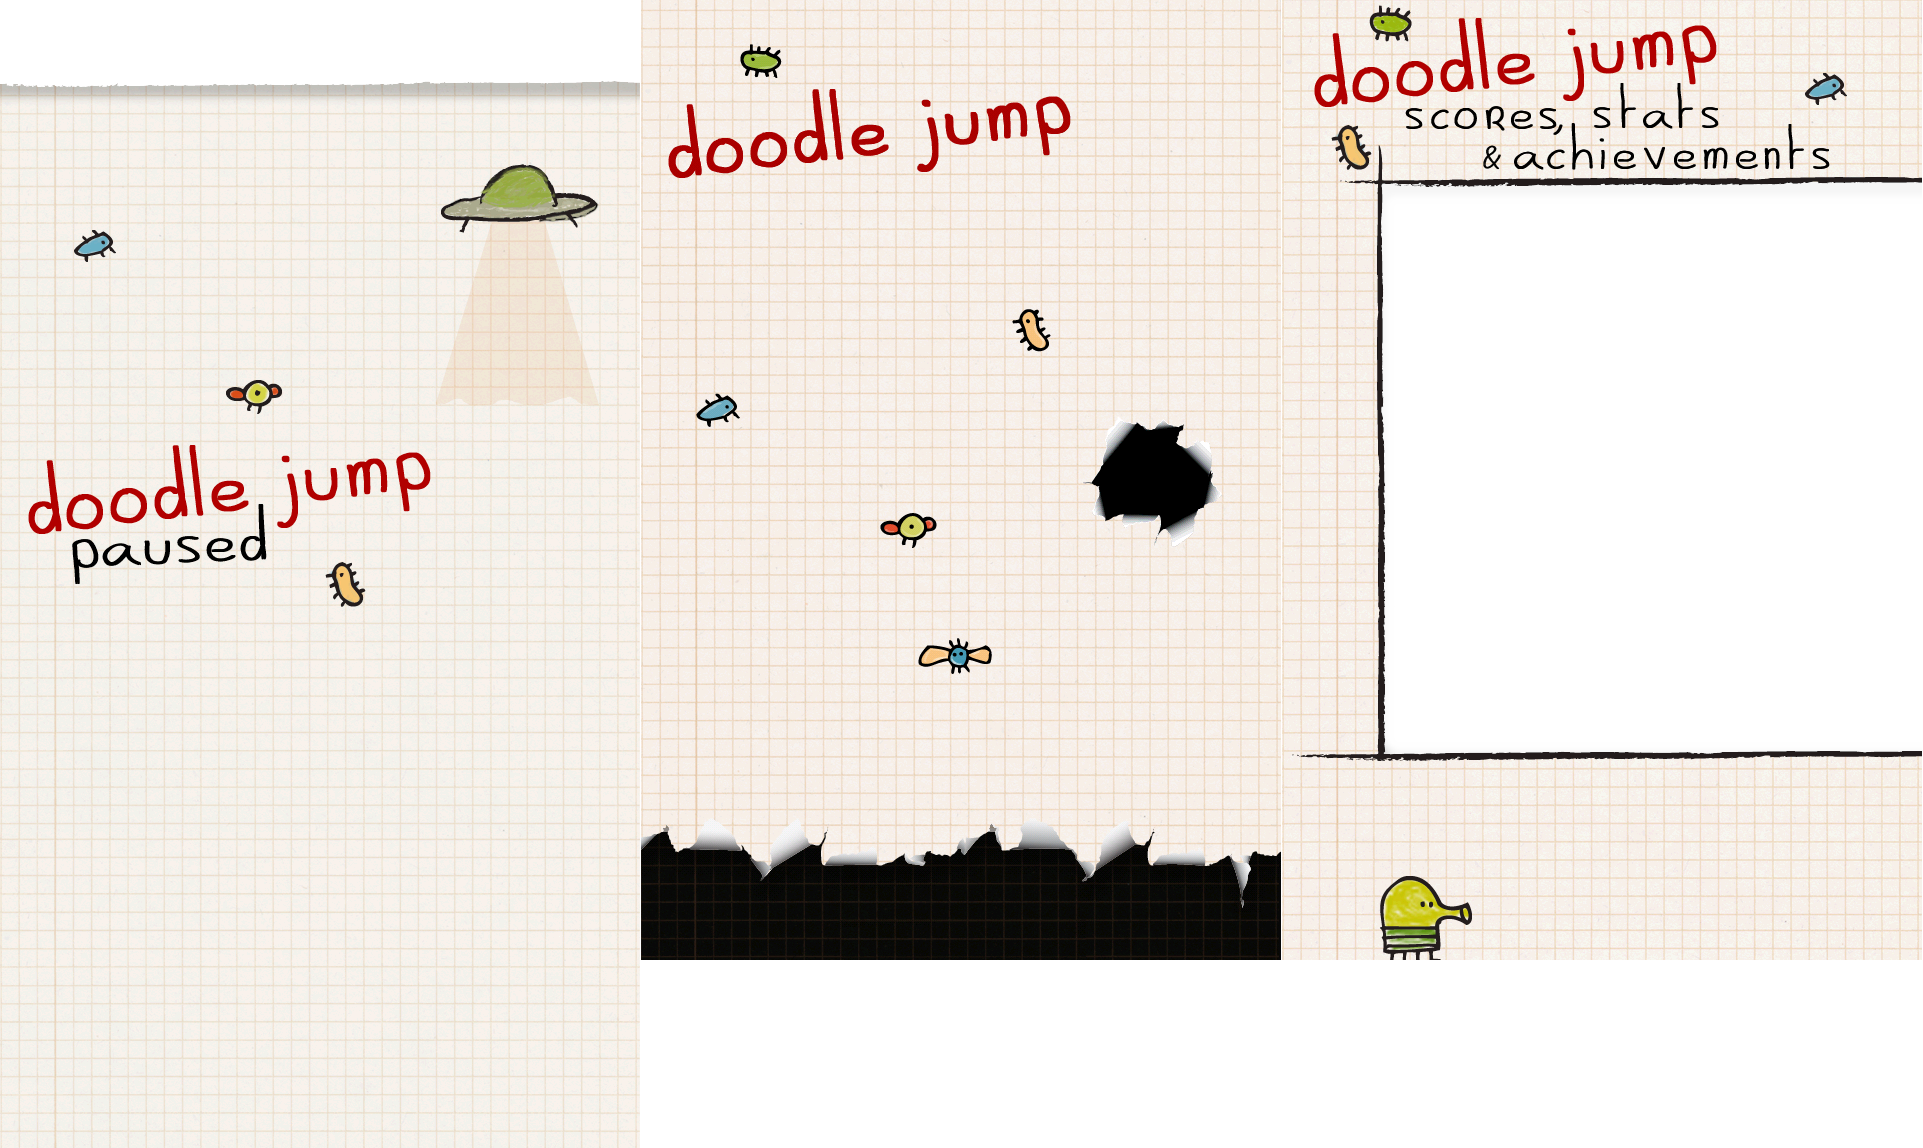 doodle jump
paused
doodle jump
doodle jump
scores, stats
& achievements